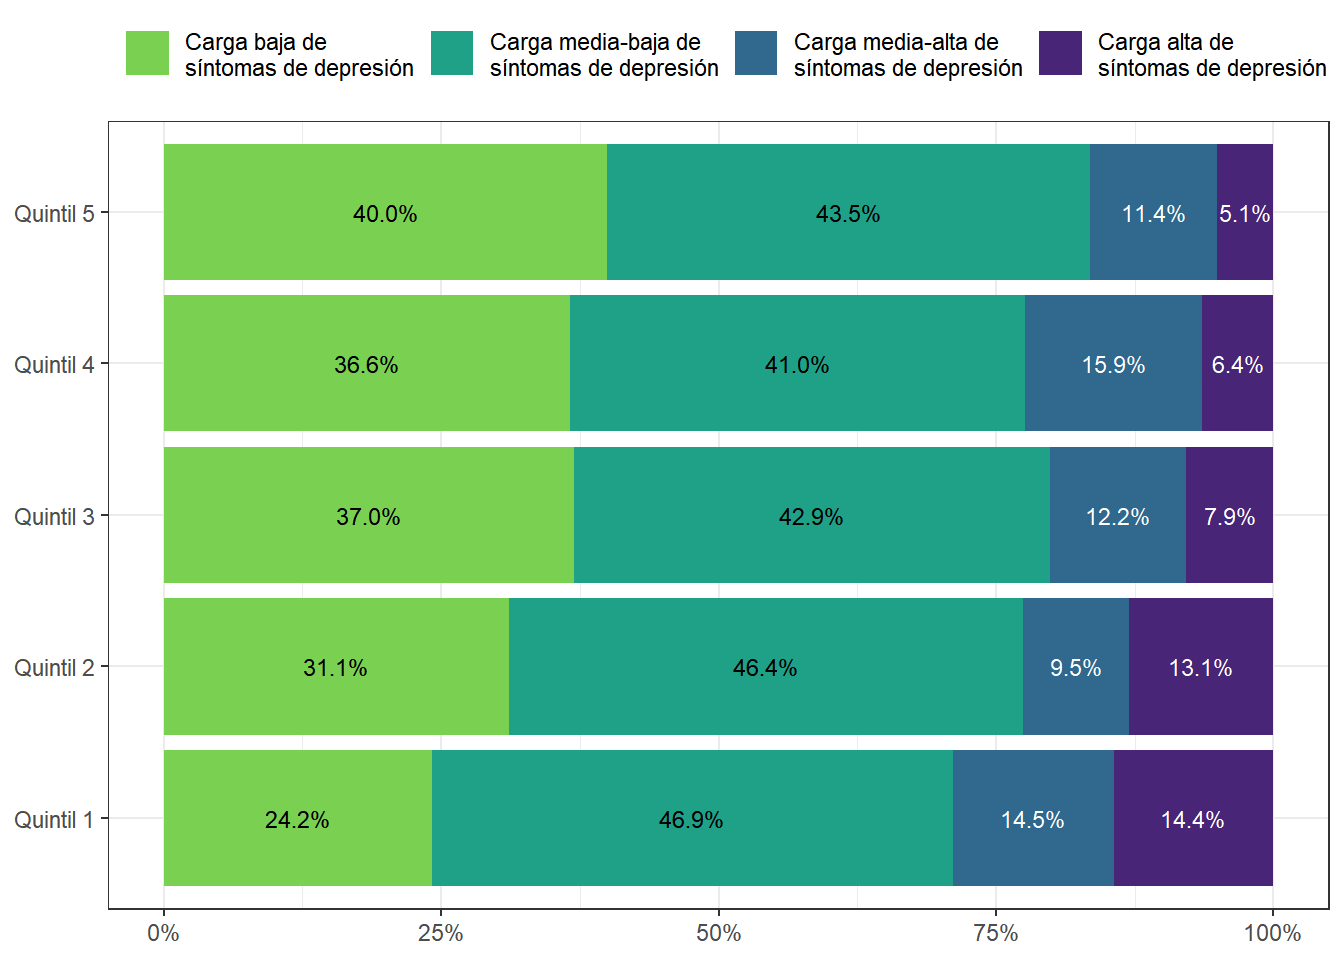 Carga baja de
síntomas de depresión
Carga media-baja de
síntomas de depresión
Carga media-alta de
síntomas de depresión
Carga alta de
síntomas de depresión
Quintil 5
40.0%
43.5%
11.4%
5.1%
Quintil 4
36.6%
41.0%
15.9%
6.4%
Quintil 3
37.0%
42.9%
12.2%
7.9%
Quintil 2
31.1%
46.4%
9.5%
13.1%
Quintil 1
24.2%
46.9%
14.5%
14.4%
0%
25%
50%
75%
100%